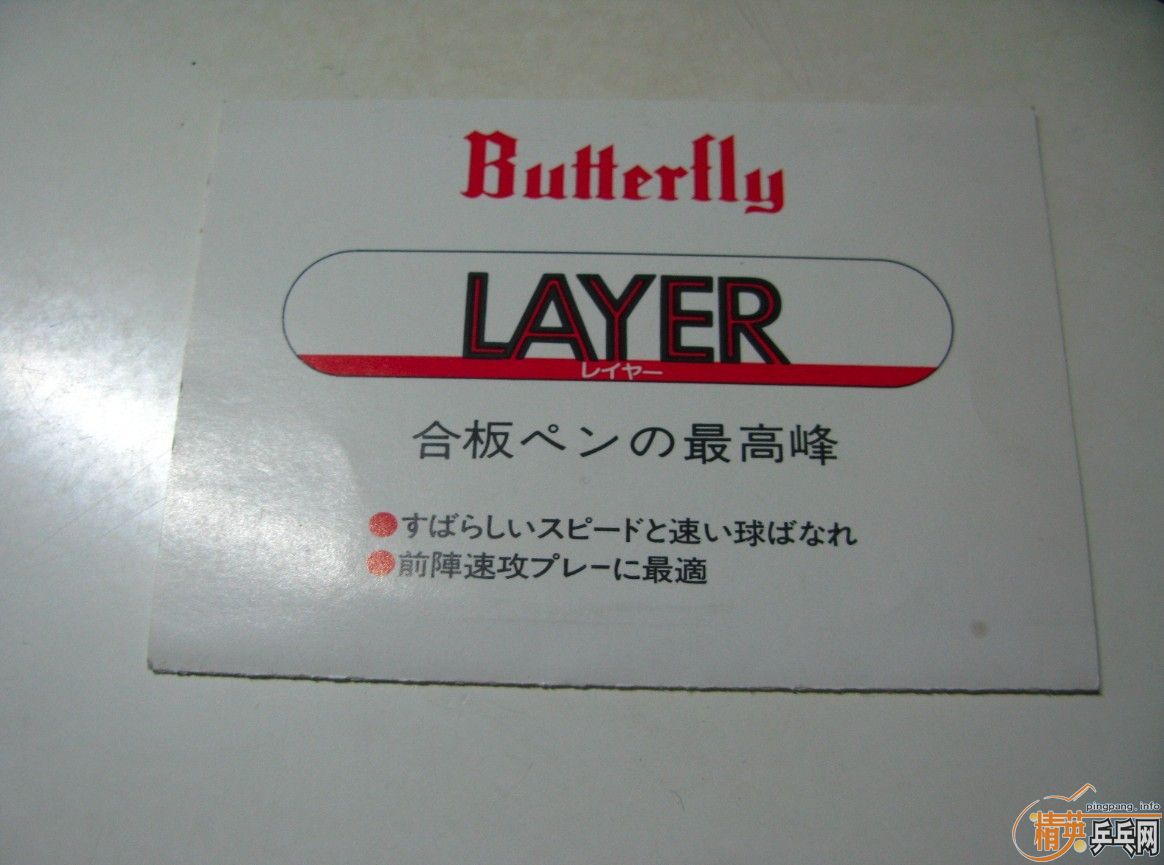 Butterfly
LAYER
レイヤー
合板ペンの最高峰
●すばらしいスピードと速い球ばなれ
●前陣速攻プレーに最適
pingpang.info
精英乒乓网